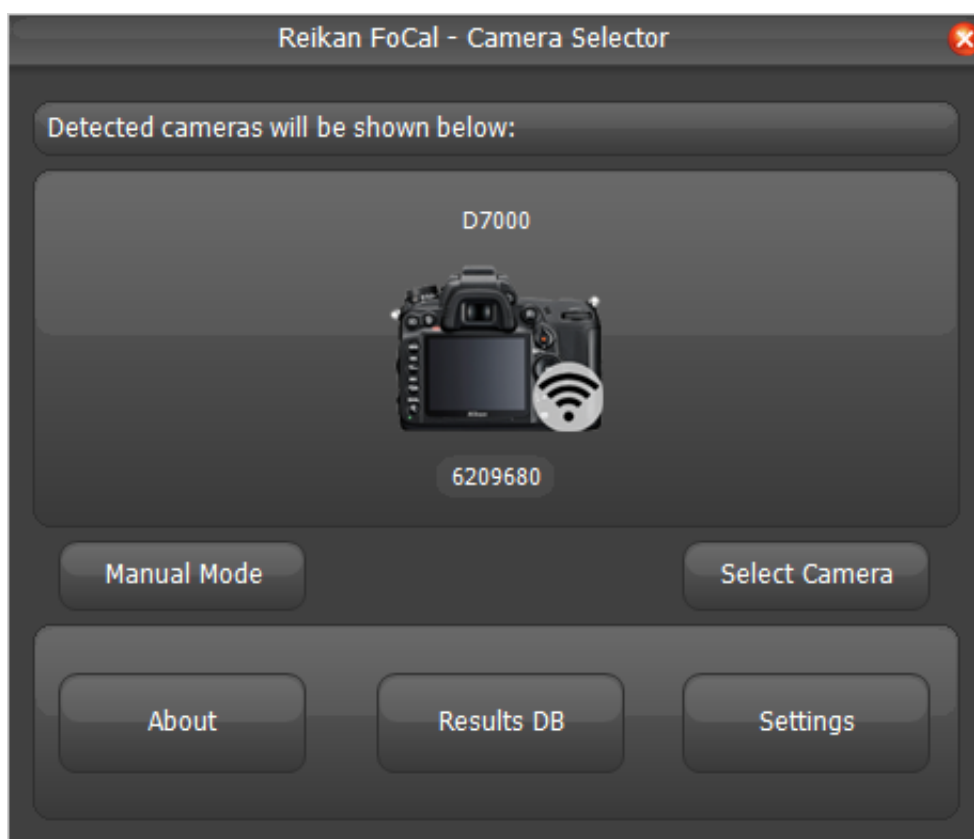 Reikan FoCal - Camera Selector
Detected cameras will be shown below:
D7000
Nikon
6209680
Manual Mode
Select Camera
About
Results DB
Settings